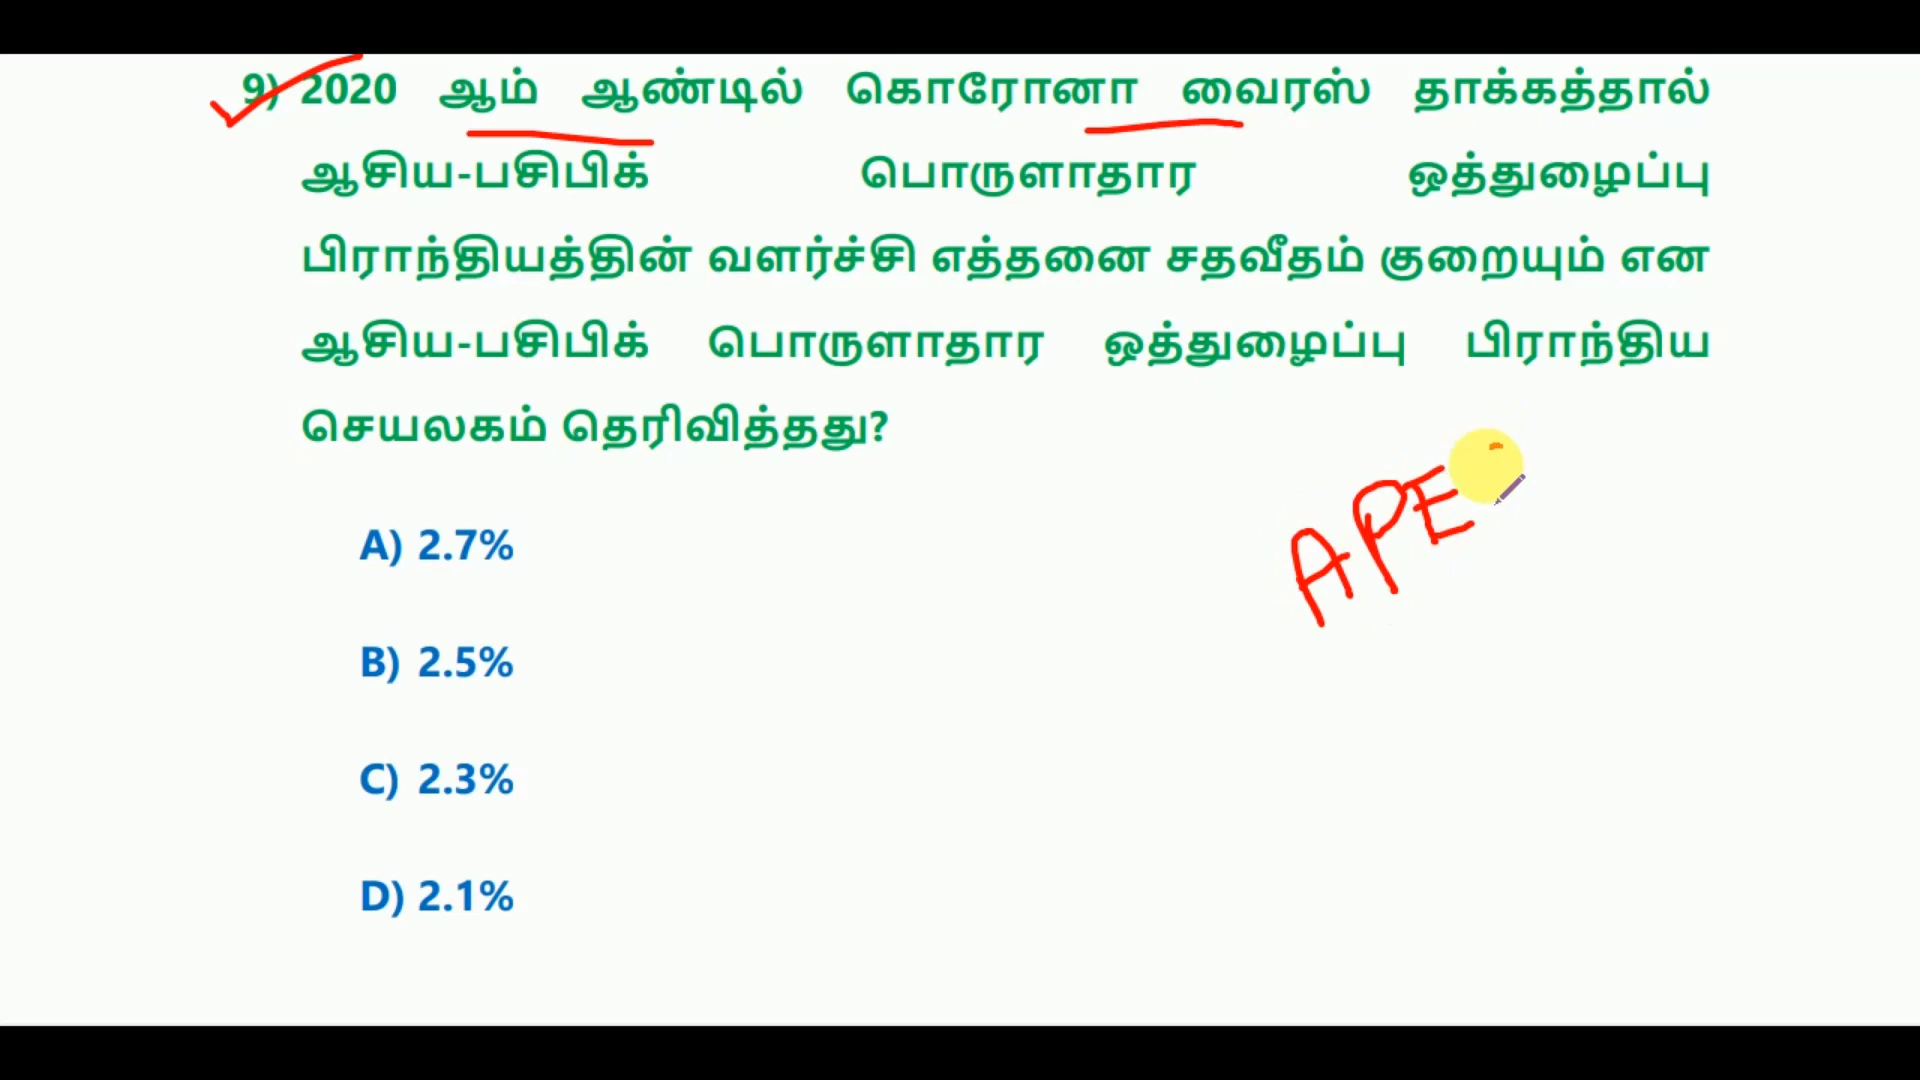 9) 2020 ஆம் ஆண்டில் கொரோனா வைரஸ் தாக்கத்தால்
ஆசிய-பசிபிக் பொருளாதார ஒத்துழைப்பு
பிராந்தியத்தின் வளர்ச்சி எத்தனை சதவீதம் குறையும் என
ஆசிய-பசிபிக் பொருளாதார ஒத்துழைப்பு பிராந்திய
செயலகம் தெரிவித்தது?
APE
A) 2.7%
B) 2.5%
C) 2.3%
D) 2.1%